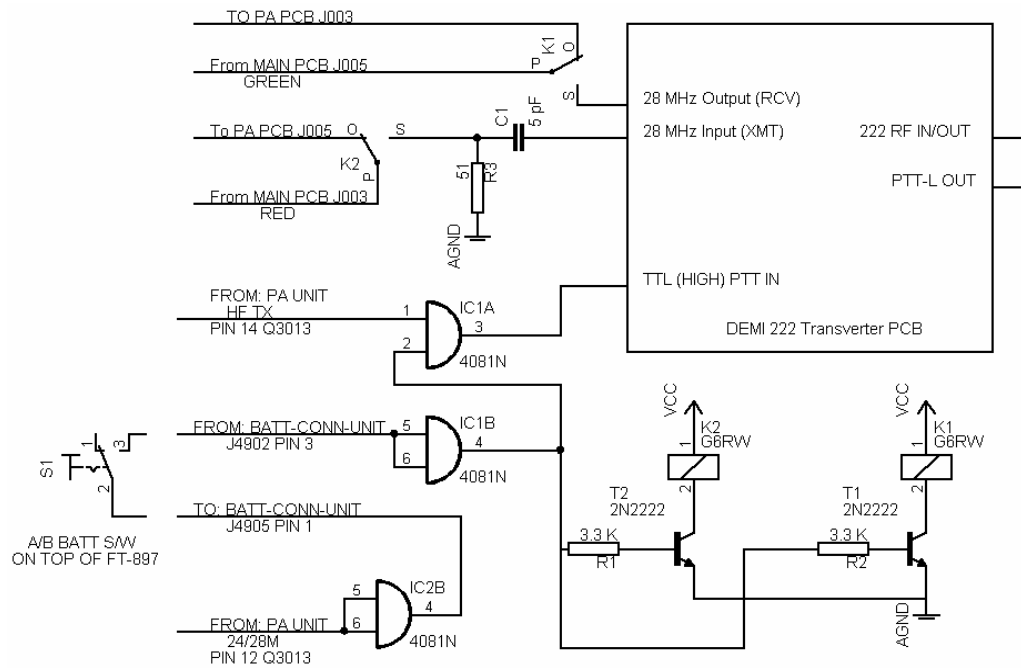 TO PA PCB J003
K1
O
P
From MAIN PCB J005
GREEN
S
28 MHz Output (RCV)
C1
5 pF
To PA PCB J005
O
S
28 MHz Input (XMT)
222 RF IN/OUT
K2
P
51
R3
PTT-L OUT
From MAIN PCB J003
RED
AGND
TTL (HIGH) PTT IN
FROM: PA UNIT
HF TX
PIN 14 Q3013
1
2
IC1A
3
4081N
DEMI 222 Transverter PCB
VCC
K2
G6RW
1
2
VCC
K1
G6RW
1
2
FROM: BATT-CONN-UNIT
J4902 PIN 3
5
6
IC1B
4
4081N
S1
1
3
2
TO: BATT-CONN-UNIT
J4905 PIN 1
T2
2N2222
T1
2N2222
A/B BATT S/W
ON TOP OF FT-897
3.3 K
R1
3.3 K
R2
5
6
IC2B
4
4081N
AGND
FROM: PA UNIT
24/28M
PIN 12 Q3013